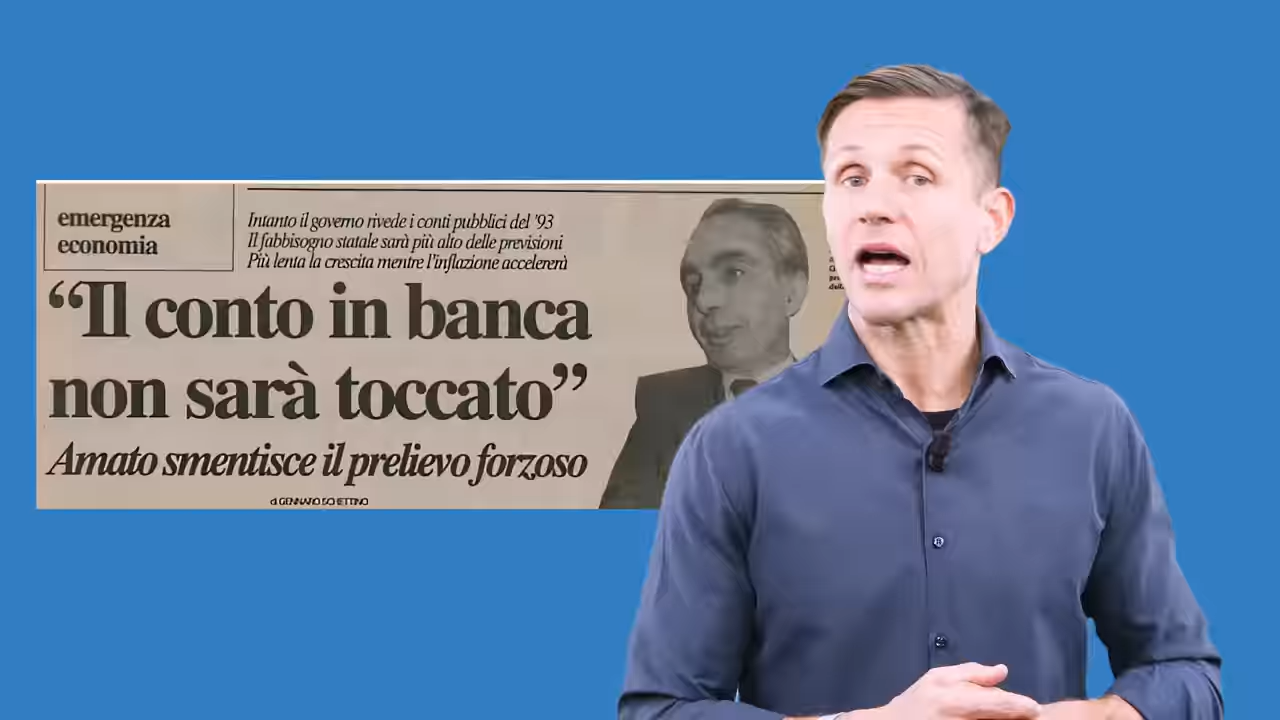 emergenza
economia
Intanto il governo rivede i conti pubblici del '93
Il fabbisogno statale sarà più alto delle previsioni
Più lenta la crescita mentre l'inflazione accelererà
“Il conto in banca
non sarà toccato”
Amato smentisce il prelievo forzoso
di GENNARO SCHETTINO